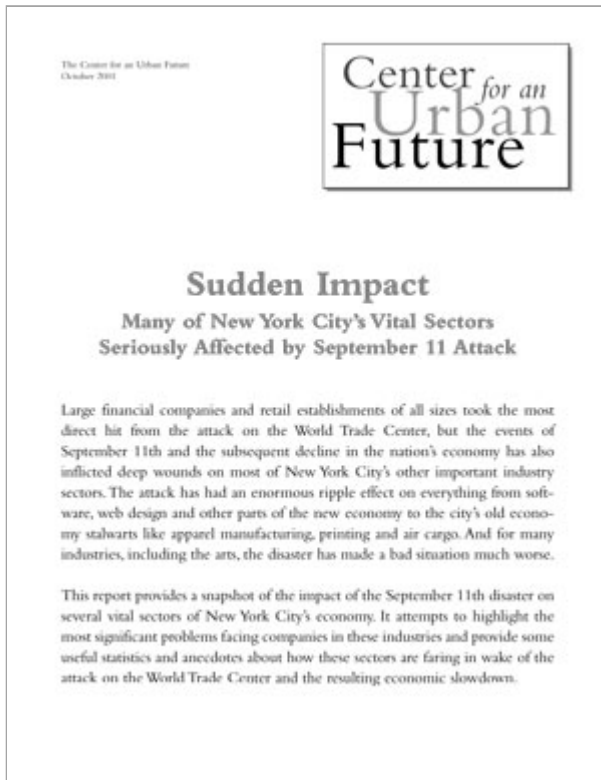 The Center for an Urban Future
October 2001
Center for an
Urban
Future
Sudden Impact
Many of New York City's Vital Sectors
Seriously Affected by September 11 Attack
Large financial companies and retail establishments of all sizes took the most
direct hit from the attack on the World Trade Center, but the events of
September 11th and the subsequent decline in the nation's economy has also
inflicted deep wounds on most of New York City's other important industry
sectors. The attack has had an enormous ripple effect on everything from soft-
ware, web design and other parts of the new economy to the city's old econo-
my stalwarts like apparel manufacturing, printing and air cargo. And for many
industries, including the arts, the disaster has made a bad situation much worse.
This report provides a snapshot of the impact of the September 11th disaster on
several vital sectors of New York City's economy. It attempts to highlight the
most significant problems facing companies in these industries and provide some
useful statistics and anecdotes about how these sectors are faring in wake of the
attack on the World Trade Center and the resulting economic slowdown.